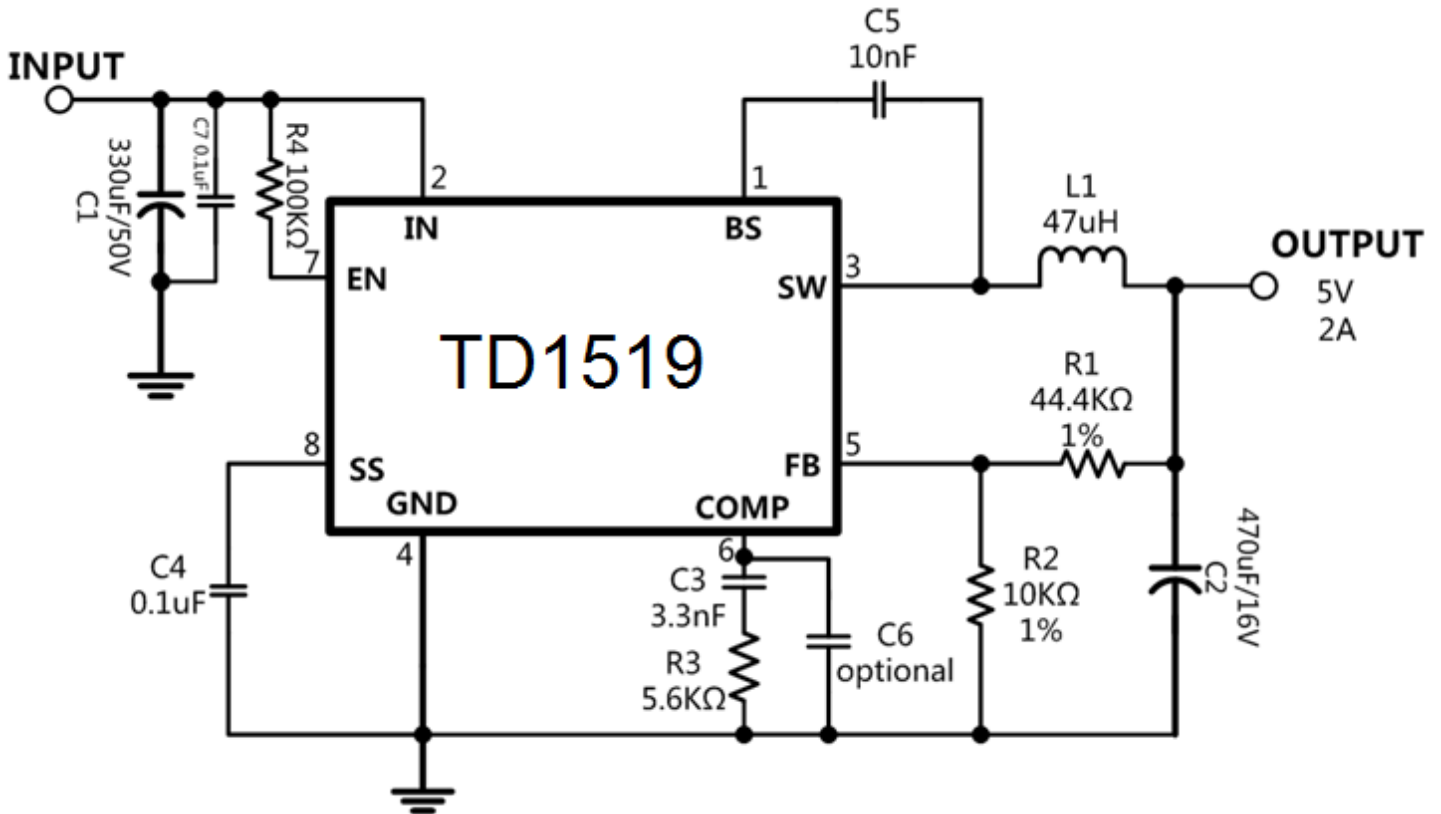 INPUT
C5
10nF
330uF/50V
C1
C7 0.1uF
R4 100KΩ
2
1
IN
BS
L1
47uH
OUTPUT
5V
2A
7
EN
3
SW
TD1519
R1
44.4KΩ
1%
8
SS
5
FB
GND
COMP
4
6
C4
0.1uF
C3
3.3nF
R3
5.6KΩ
C6
optional
R2
10KΩ
1%
470uF/16V
C2